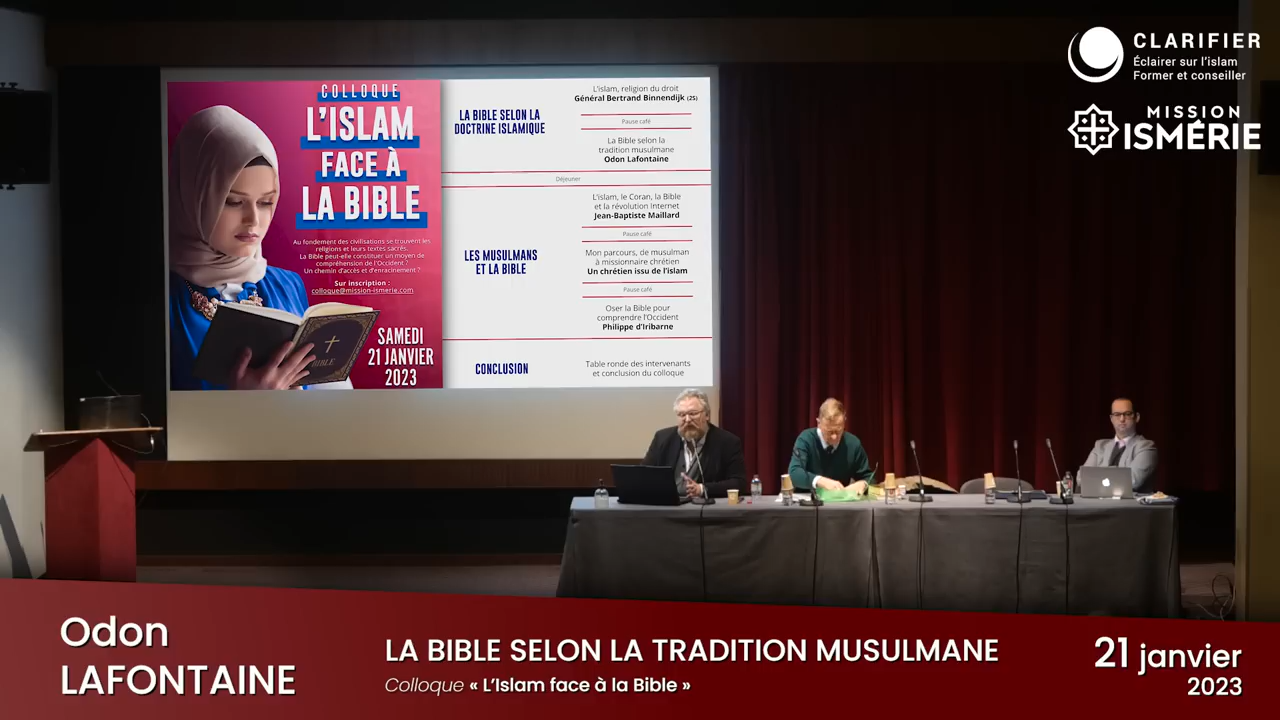 CLARIFIER
Éclairer sur l'islam
Former et conseiller
MISSION
ISMÉRIE
COLLOQUE
L'ISLAM
FACE À
LA BIBLE
Au fondement des civilisations se trouvent les
religions et leurs textes sacrés.
La Bible peut-elle constituer un moyen de
compréhension de l'Occident ?
Un chemin d'accès et d'enracinement ?
Sur inscription :
colloque@mission-ismerie.com
SAMEDI
21 JANVIER
2023
BIBLE
LA BIBLE SELON LA
DOCTRINE ISLAMIQUE
L'islam, religion du droit
Général Bertrand Binnendijk (2S)
Pause café
La Bible selon la
tradition musulmane
Odon Lafontaine
Déjeuner
LES MUSULMANS
ET LA BIBLE
L'islam, le Coran, la Bible
et la révolution Internet
Jean-Baptiste Maillard
Pause café
Mon parcours, de musulman
à missionnaire chrétien
Un chrétien issu de l'islam
Pause café
Oser la Bible pour
comprendre l'Occident
Philippe d'Iribarne
CONCLUSION
Table ronde des intervenants
et conclusion du colloque
Odon
LAFONTAINE
LA BIBLE SELON LA TRADITION MUSULMANE
Colloque « L'Islam face à la Bible »
21 janvier
2023